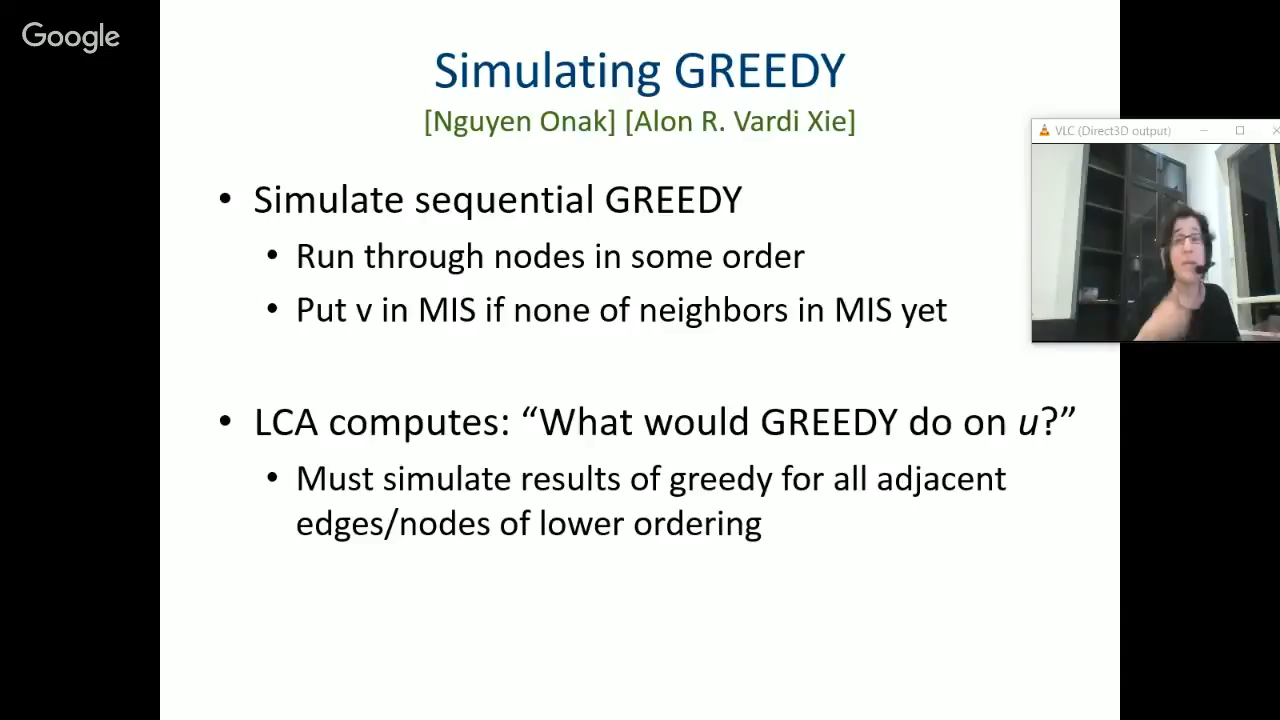 Google
Simulating GREEDY
[Nguyen Onak] [Alon R. Vardi Xie]
VLC (Direct3D output)
• Simulate sequential GREEDY
• Run through nodes in some order
• Put v in MIS if none of neighbors in MIS yet
• LCA computes: “What would GREEDY do on u?”
• Must simulate results of greedy for all adjacent
edges/nodes of lower ordering